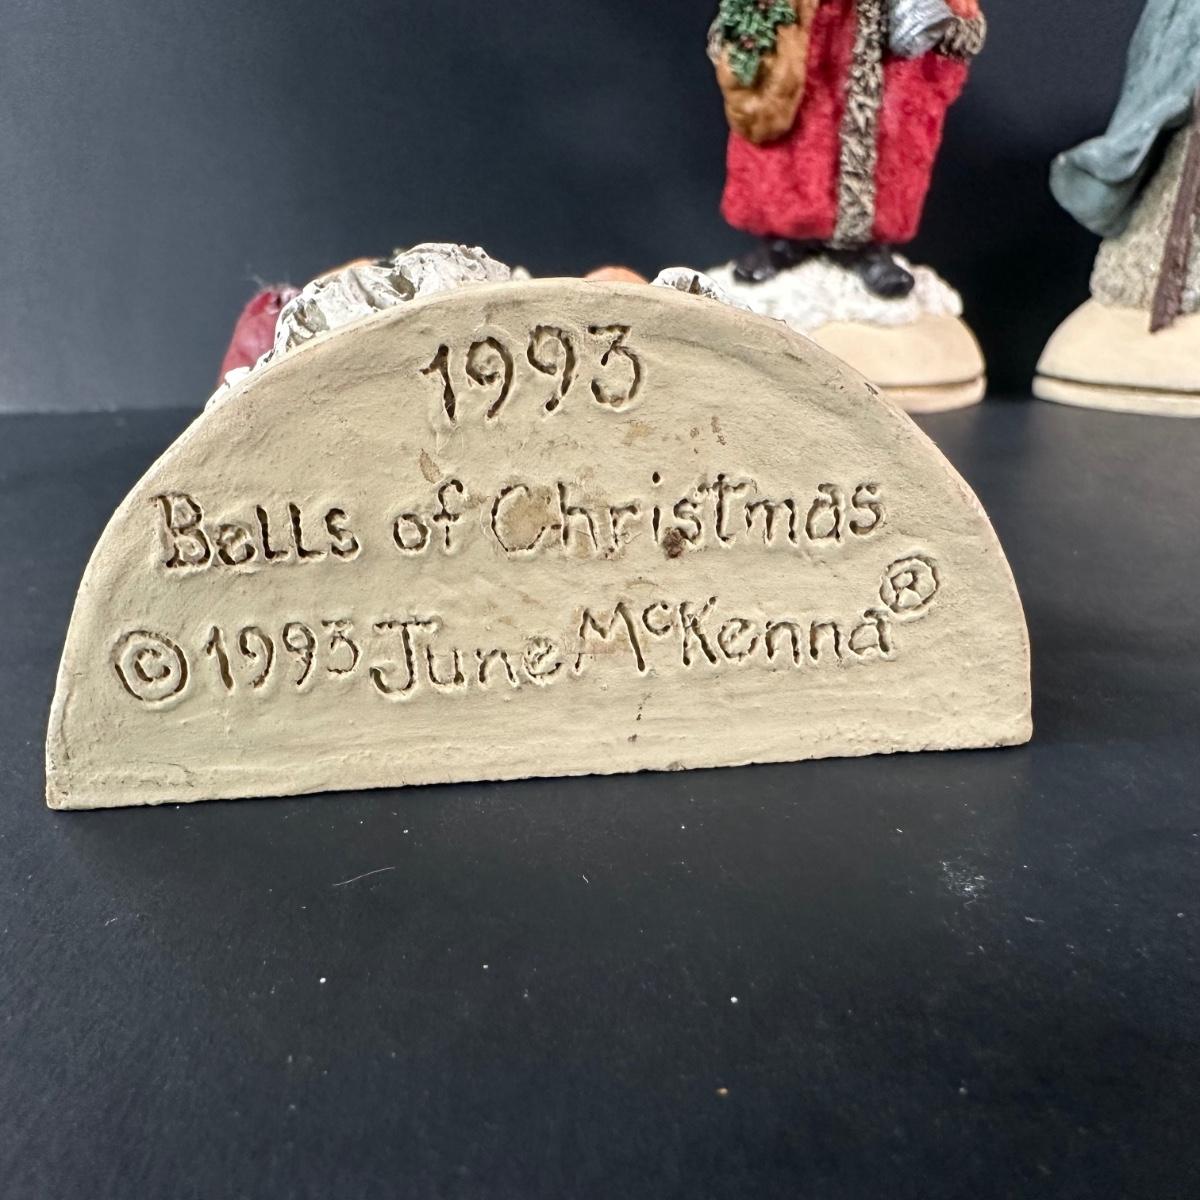 1993
Bells of Christmas
© 1993 June McKenna®